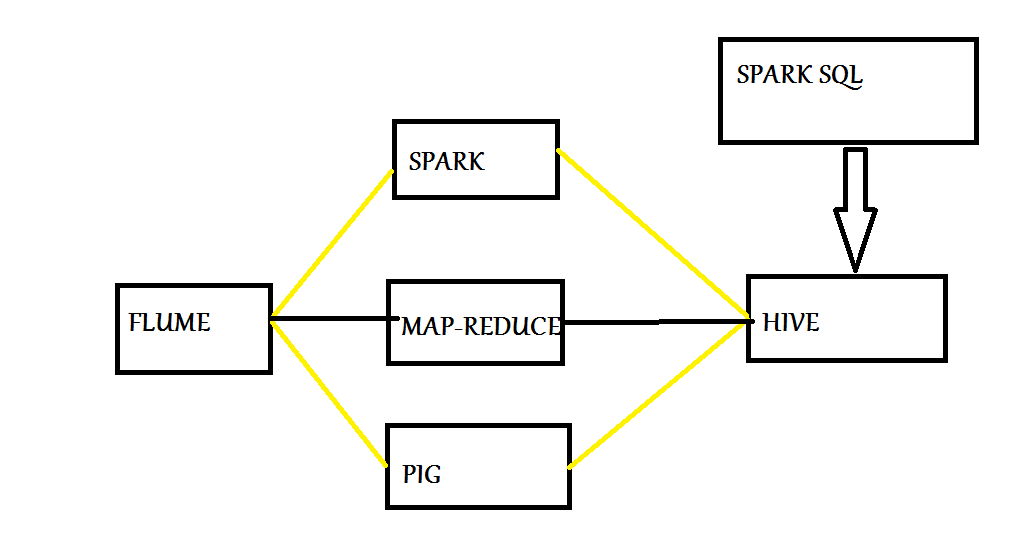 SPARK SQL
SPARK
FLUME
MAP-REDUCE
HIVE
PIG